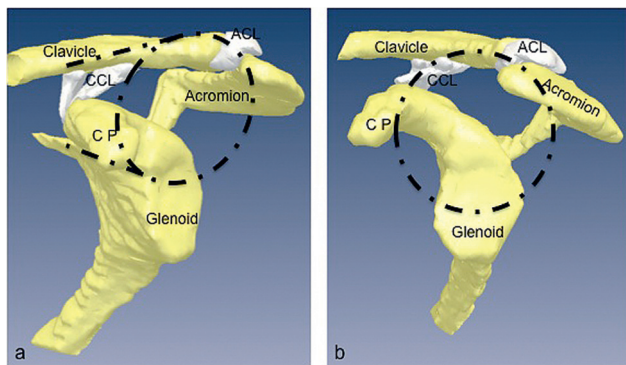 Clavicle
ACL
CCL
Acromion
C P
Glenoid
a
Clavicle
ACL
CCL
Acromion
C P
Glenoid
b